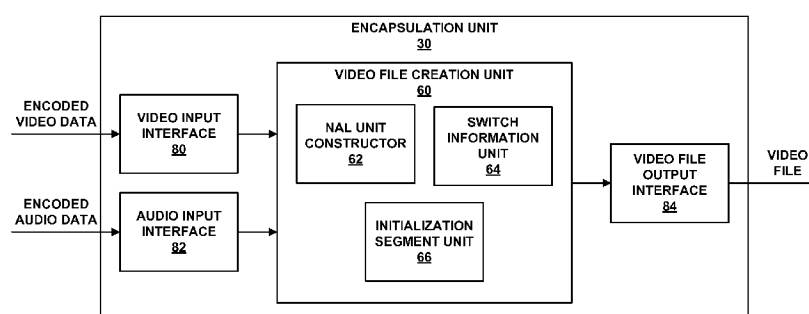 ENCAPSULATION UNIT
30
VIDEO FILE CREATION UNIT
60
ENCODED
VIDEO DATA
VIDEO INPUT
INTERFACE
80
NAL UNIT
CONSTRUCTOR
62
SWITCH
INFORMATION
UNIT
64
VIDEO FILE
OUTPUT
INTERFACE
84
VIDEO
FILE
ENCODED
AUDIO DATA
AUDIO INPUT
INTERFACE
82
INITIALIZATION
SEGMENT UNIT
66